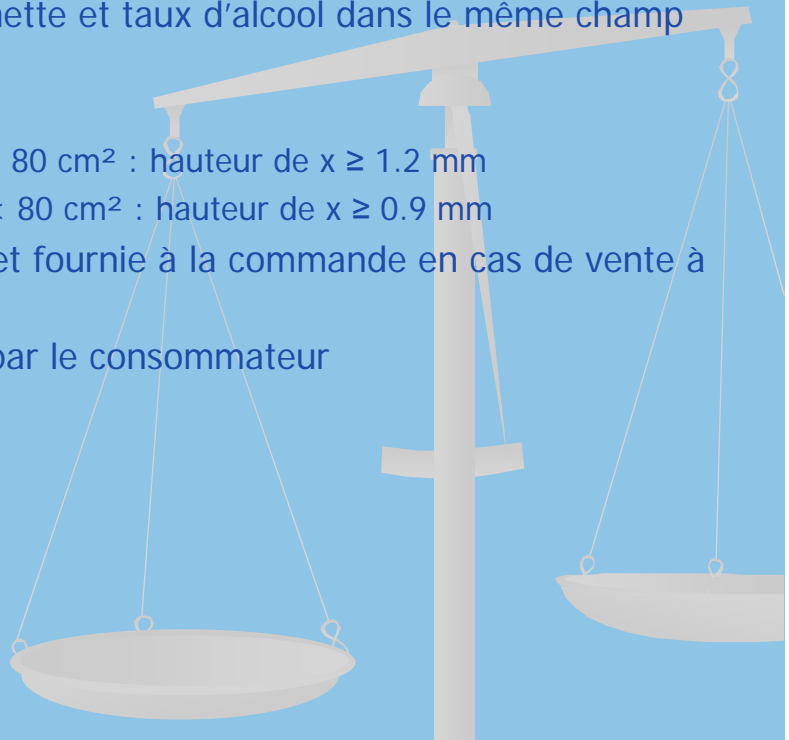 nette et taux d'alcool dans le même champ
80 cm² : hauteur de x ≥ 1.2 mm
< 80 cm² : hauteur de x ≥ 0.9 mm
et fournie à la commande en cas de vente à
par le consommateur